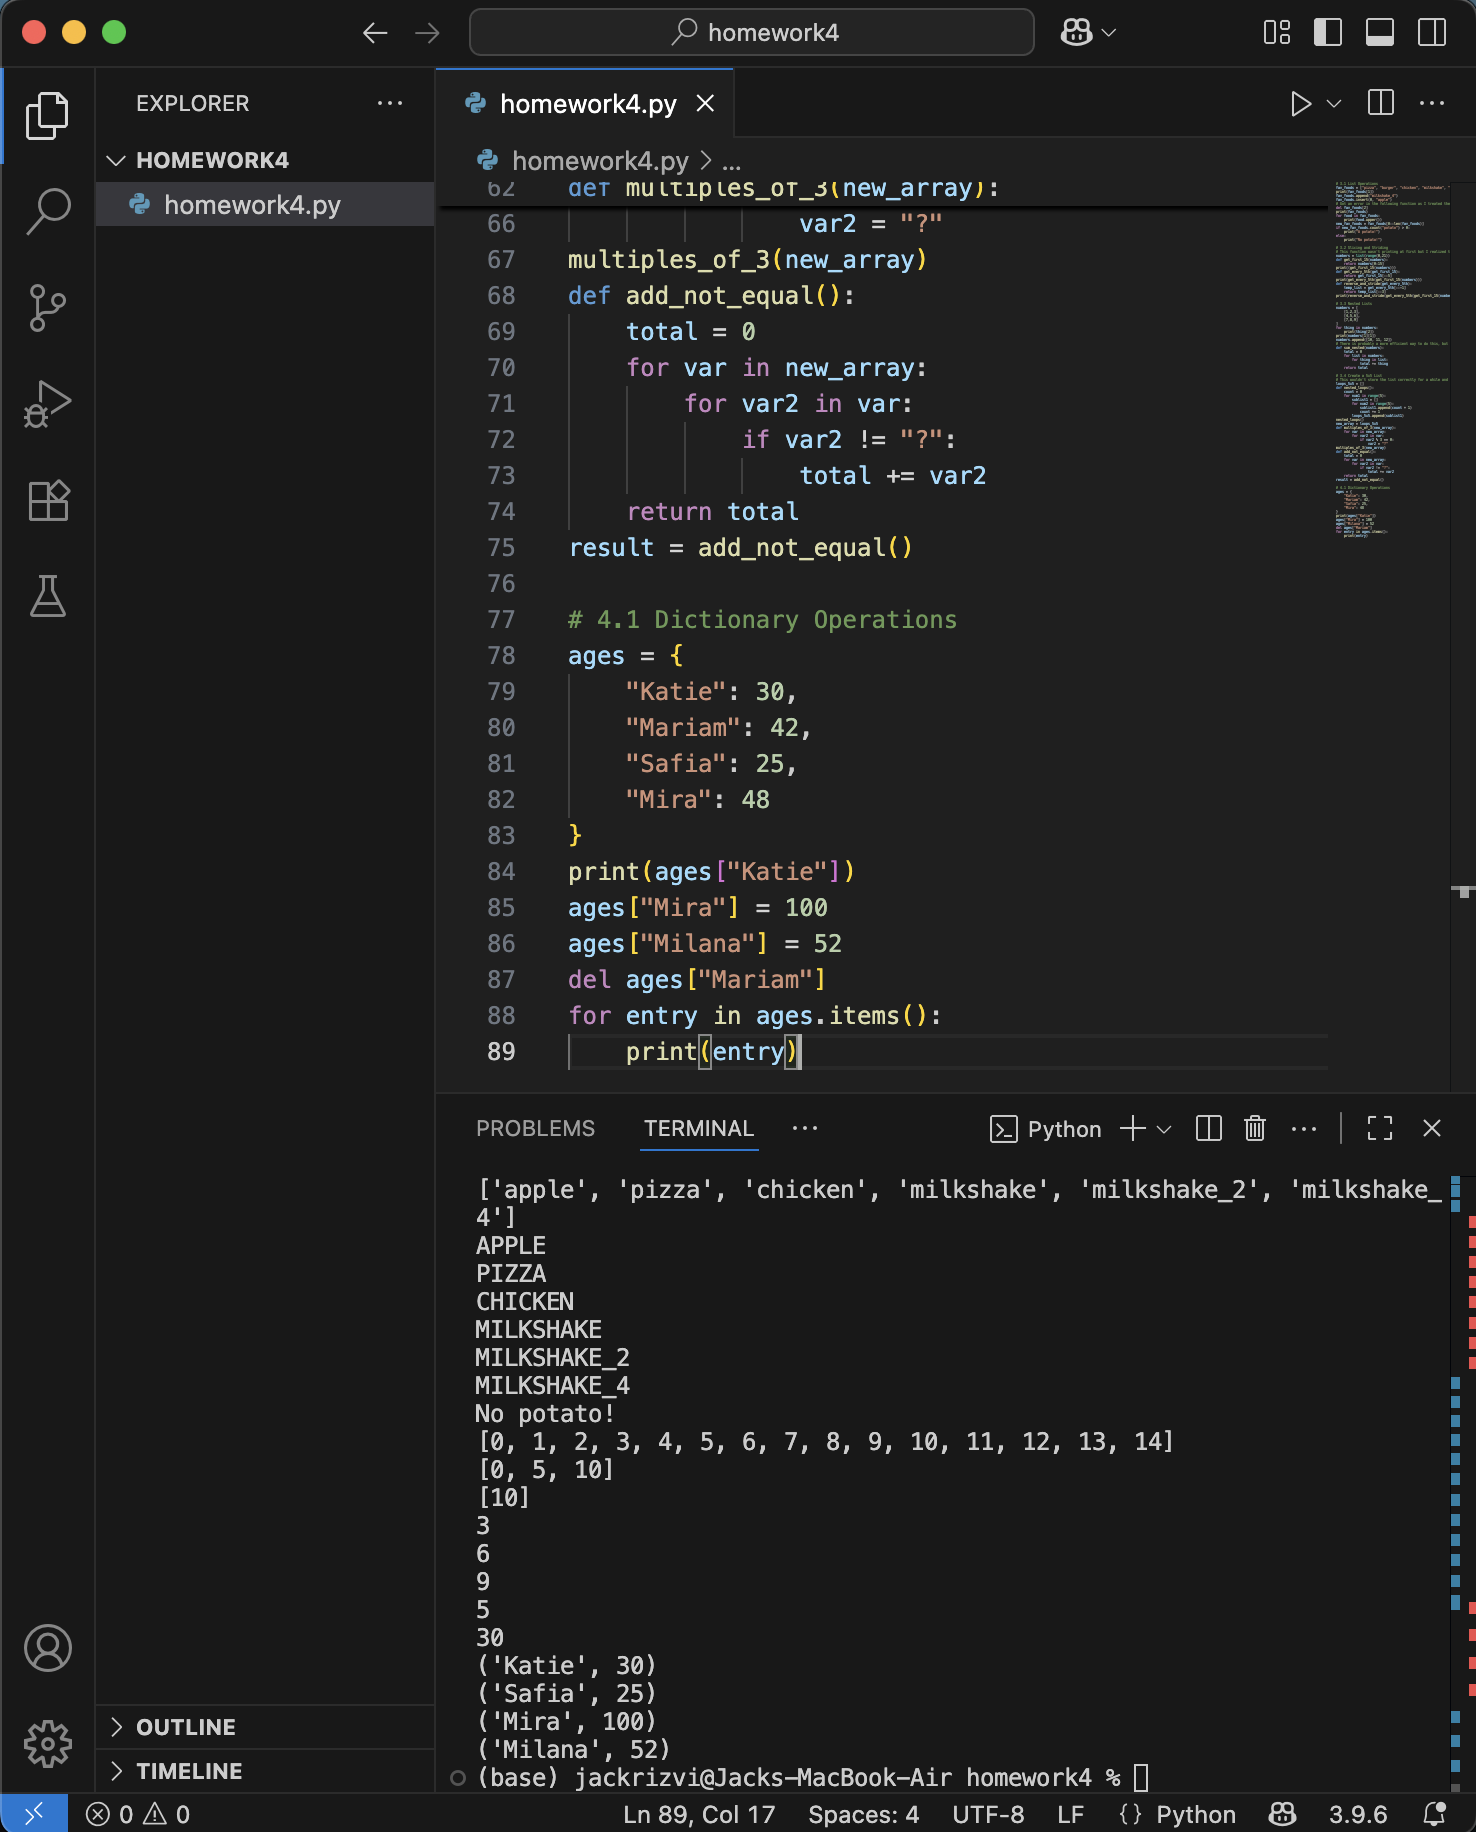 homework4
EXPLORER
HOMEWORK4
homework4.py
homework4.py
homework4.py > ...
62 def multiples_of_3(new_array):
66 var2 = "?"
67 multiples_of_3(new_array)
68 def add_not_equal():
69 total = 0
70 for var in new_array:
71 for var2 in var:
72 if var2 != "?":
73 total += var2
74 return total
75 result = add_not_equal()
76
77 # 4.1 Dictionary Operations
78 ages = {
79 "Katie": 30,
80 "Mariam": 42,
81 "Safia": 25,
82 "Mira": 48
83 }
84 print(ages["Katie"])
85 ages["Mira"] = 100
86 ages["Milana"] = 52
87 del ages["Mariam"]
88 for entry in ages.items():
89 print(entry)
PROBLEMS TERMINAL ... Python
['apple', 'pizza', 'chicken', 'milkshake', 'milkshake_2', 'milkshake_
4']
APPLE
PIZZA
CHICKEN
MILKSHAKE
MILKSHAKE_2
MILKSHAKE_4
No potato!
[0, 1, 2, 3, 4, 5, 6, 7, 8, 9, 10, 11, 12, 13, 14]
[0, 5, 10]
[10]
3
6
9
5
30
('Katie', 30)
('Safia', 25)
('Mira', 100)
('Milana', 52)
(base) jackrizvi@Jacks-MacBook-Air homework4 %
OUTLINE
TIMELINE
0 0 Ln 89, Col 17 Spaces: 4 UTF-8 LF {} Python 3.9.6